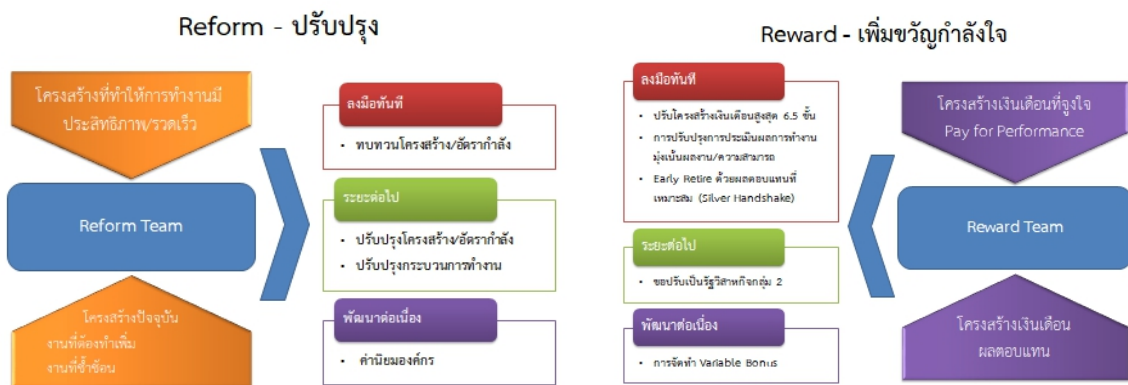 Reform - ปรับปรุง
โครงสร้างที่ทำให้การทำงานมี
ประสิทธิภาพ/รวดเร็ว
Reform Team
โครงสร้างปัจจุบัน
งานที่ต้องทำเพิ่ม
งานที่ซ้ำซ้อน
ลงมือทันที
• ทบทวนโครงสร้าง/อัตรากำลัง
ระยะต่อไป
• ปรับปรุงโครงสร้าง/อัตรากำลัง
• ปรับปรุงกระบวนการทำงาน
พัฒนาต่อเนื่อง
• ค่านิยมองค์กร
Reward - เพิ่มขวัญกำลังใจ
ลงมือทันที
• ปรับโครงสร้างเงินเดือนสูงสุด 6.5 ขั้น
• การปรับปรุงการประเมินผลการทำงาน
มุ่งเน้นผลงาน/ความสามารถ
• Early Retire ด้วยผลตอบแทนที่
เหมาะสม (Silver Handshake)
ระยะต่อไป
• ขอปรับเป็นรัฐวิสาหกิจกลุ่ม 2
พัฒนาต่อเนื่อง
• การจัดทำ Variable Bonus
โครงสร้างเงินเดือนที่จูงใจ
Pay for Performance
Reward Team
โครงสร้างเงินเดือน
ผลตอบแทน